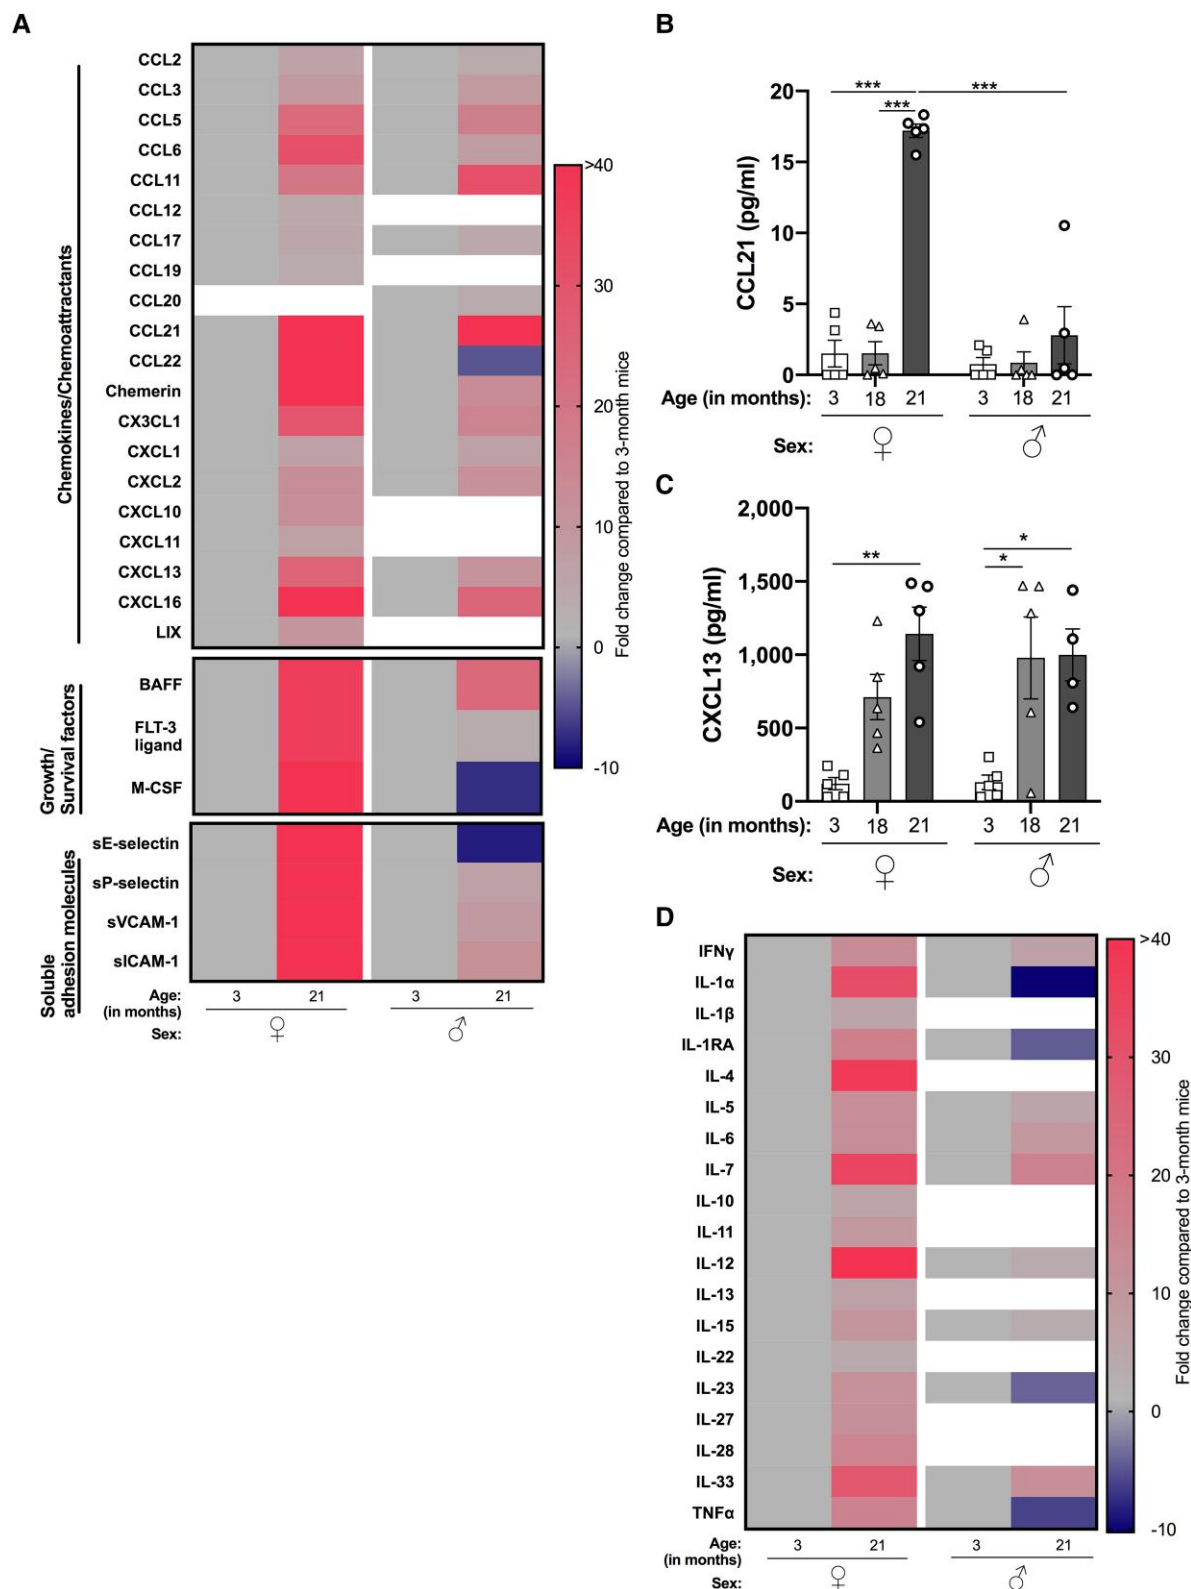 A
Chemokines/Chemoattractants
CCL2
CCL3
CCL5
CCL6
CCL11
CCL12
CCL17
CCL19
CCL20
CCL21
CCL22
Chemerin
CX3CL1
CXCL1
CXCL2
CXCL10
CXCL11
CXCL13
CXCL16
LIX
Growth/
Survival factors
BAFF
FLT-3
ligand
M-CSF
Soluble
adhesion molecules
sE-selectin
sP-selectin
sVCAM-1
sICAM-1
Age: 3 21 3 21
(in months)
Sex: ♀ ♂
>40
30
20
10
0
-10
Fold change compared to 3-month mice
B
CCL21 (pg/ml)
20
15
10
5
0
*** *** ***
Age (in months): 3 18 21 3 18 21
Sex: ♀ ♂
C
CXCL13 (pg/ml)
2,000
1,500
1,000
500
0
** * *
Age (in months): 3 18 21 3 18 21
Sex: ♀ ♂
D
IFNγ
IL-1α
IL-1β
IL-1RA
IL-4
IL-5
IL-6
IL-7
IL-10
IL-11
IL-12
IL-13
IL-15
IL-22
IL-23
IL-27
IL-28
IL-33
TNFα
Age: 3 21 3 21
(in months)
Sex: ♀ ♂
>40
30
20
10
0
-10
Fold change compared to 3-month mice